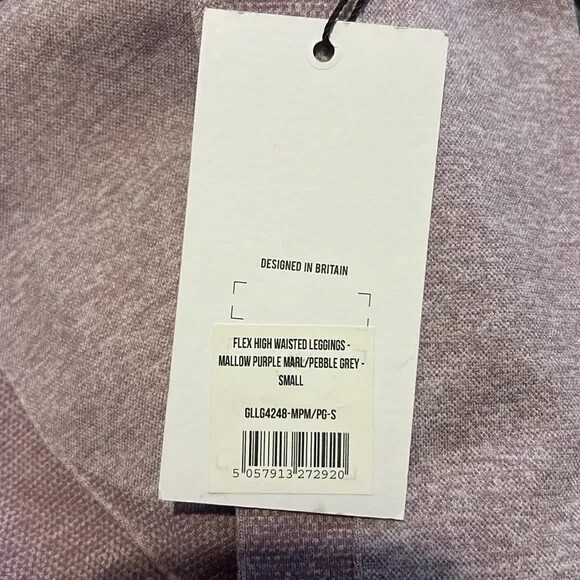 DESIGNED IN BRITAIN
FLEX HIGH WAISTED LEGGINGS -
MALLOW PURPLE MARL/PEBBLE GREY -
SMALL
GLLG4248-MPM/PG-S
5 057913 272920